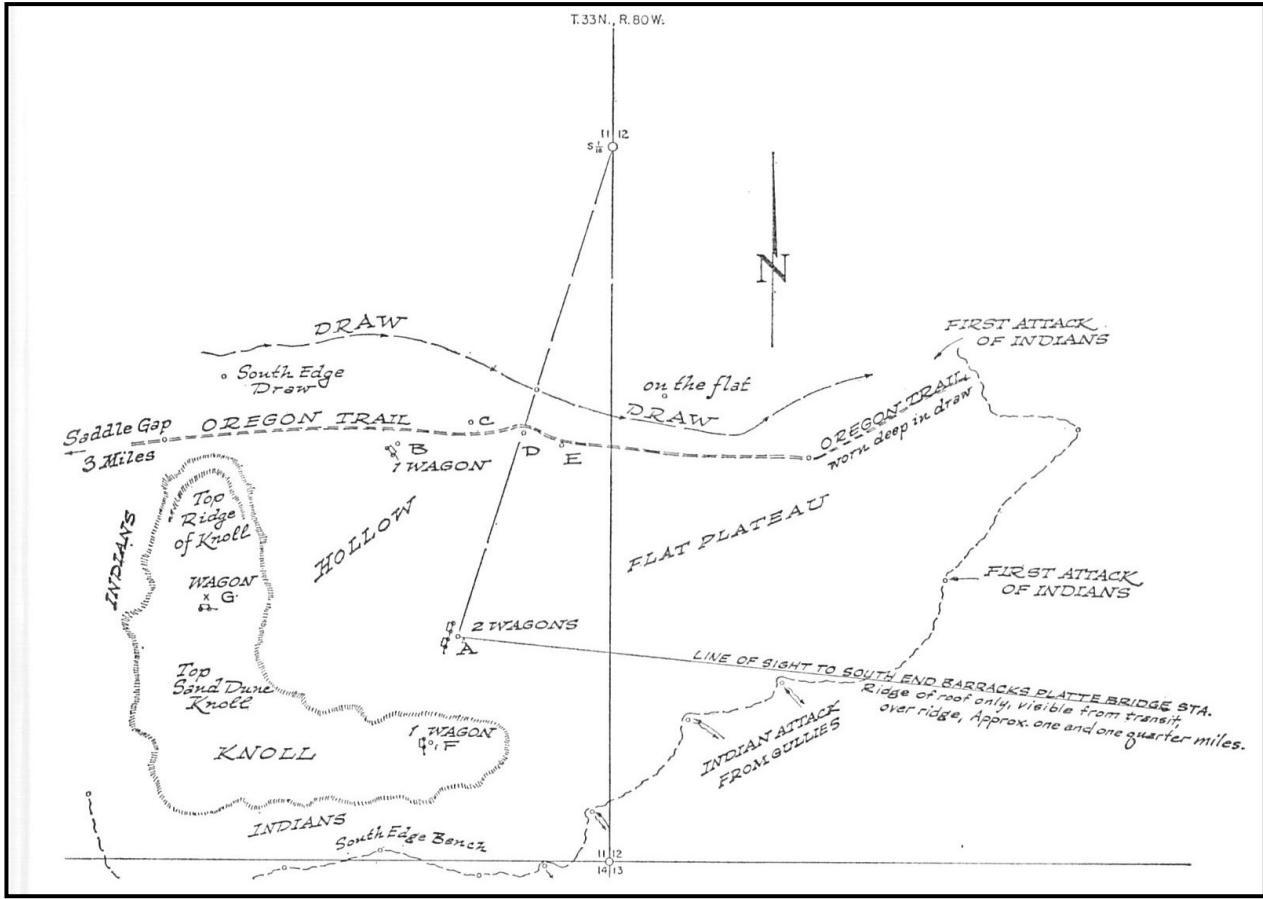 T.33N., R.80W.
11 12
S 1/16
N
DRAW
FIRST ATTACK
OF INDIANS
South Edge
Draw
on the flat
DRAW
OREGON TRAIL
worn deep in draw
Saddle Gap
3 Miles
OREGON TRAIL
C
B
1 WAGON
D
E
Top
Ridge
of Knoll
INDIANS
HOLLOW
FLAT PLATEAU
WAGON
x G
FIRST ATTACK
OF INDIANS
2 WAGONS
A
LINE OF SIGHT TO SOUTH END BARRACKS PLATTE BRIDGE STA.
Ridge of roof only, visible from transit,
over ridge, Approx. one and one quarter miles.
Top
Sand Dune
Knoll
INDIAN ATTACK
FROM GULLIES
1 WAGON
F
KNOLL
INDIANS
South Edge Bench
11 12
14 13